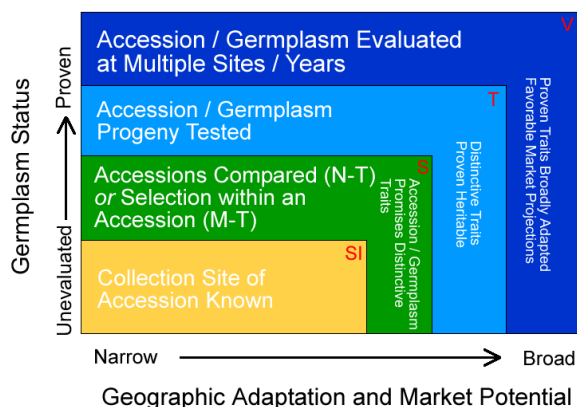 Accession / Germplasm Evaluated
at Multiple Sites / Years
V
Accession / Germplasm
Progeny Tested
T
Accessions Compared (N-T)
or Selection within an
Accession (M-T)
S
Collection Site of
Accession Known
SI
Accession / Germplasm
Promises Distinctive
Traits
Distinctive Traits
Proven Heritable
Proven Traits Broadly Adapted
Favorable Market Projections
Germplasm Status
Unevaluated
Proven
Narrow
Broad
Geographic Adaptation and Market Potential